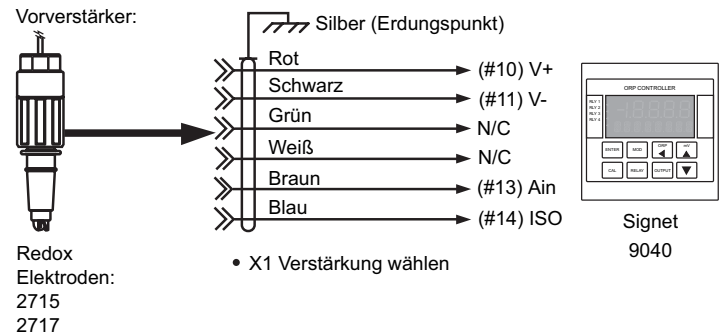 Vorverstärker:
Silber (Erdungspunkt)
Rot
(#10) V+
Schwarz
(#11) V-
Grün
N/C
Weiß
N/C
Braun
(#13) Ain
Blau
(#14) ISO
• X1 Verstärkung wählen
Redox
Elektroden:
2715
2717
ORP CONTROLLER
RLY 1
RLY 2
RLY 3
RLY 4
ENTER MOD ORP mV
CAL RELAY OUTPUT
Signet
9040